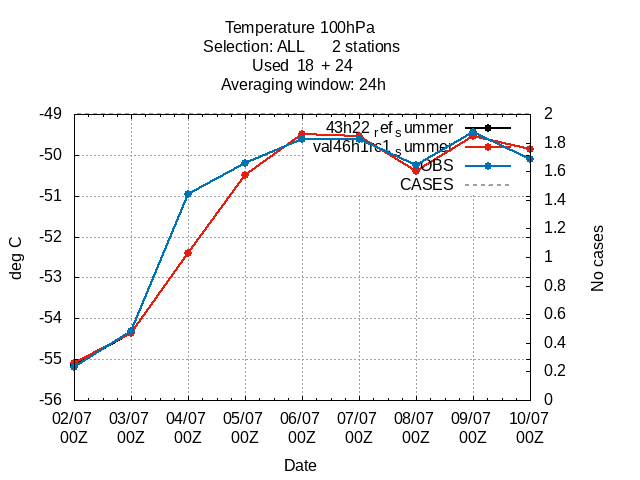 Temperature 100hPa
Selection: ALL 2 stations
Used 18 + 24
Averaging window: 24h
-49
-50
-51
-52
-53
-54
-55
-56
deg C
2
1.8
1.6
1.4
1.2
1
0.8
0.6
0.4
0.2
0
No cases
43h22refsummer
val46h1rc1summer
OBS
CASES
02/07 03/07 04/07 05/07 06/07 07/07 08/07 09/07 10/07
00Z 00Z 00Z 00Z 00Z 00Z 00Z 00Z 00Z
Date